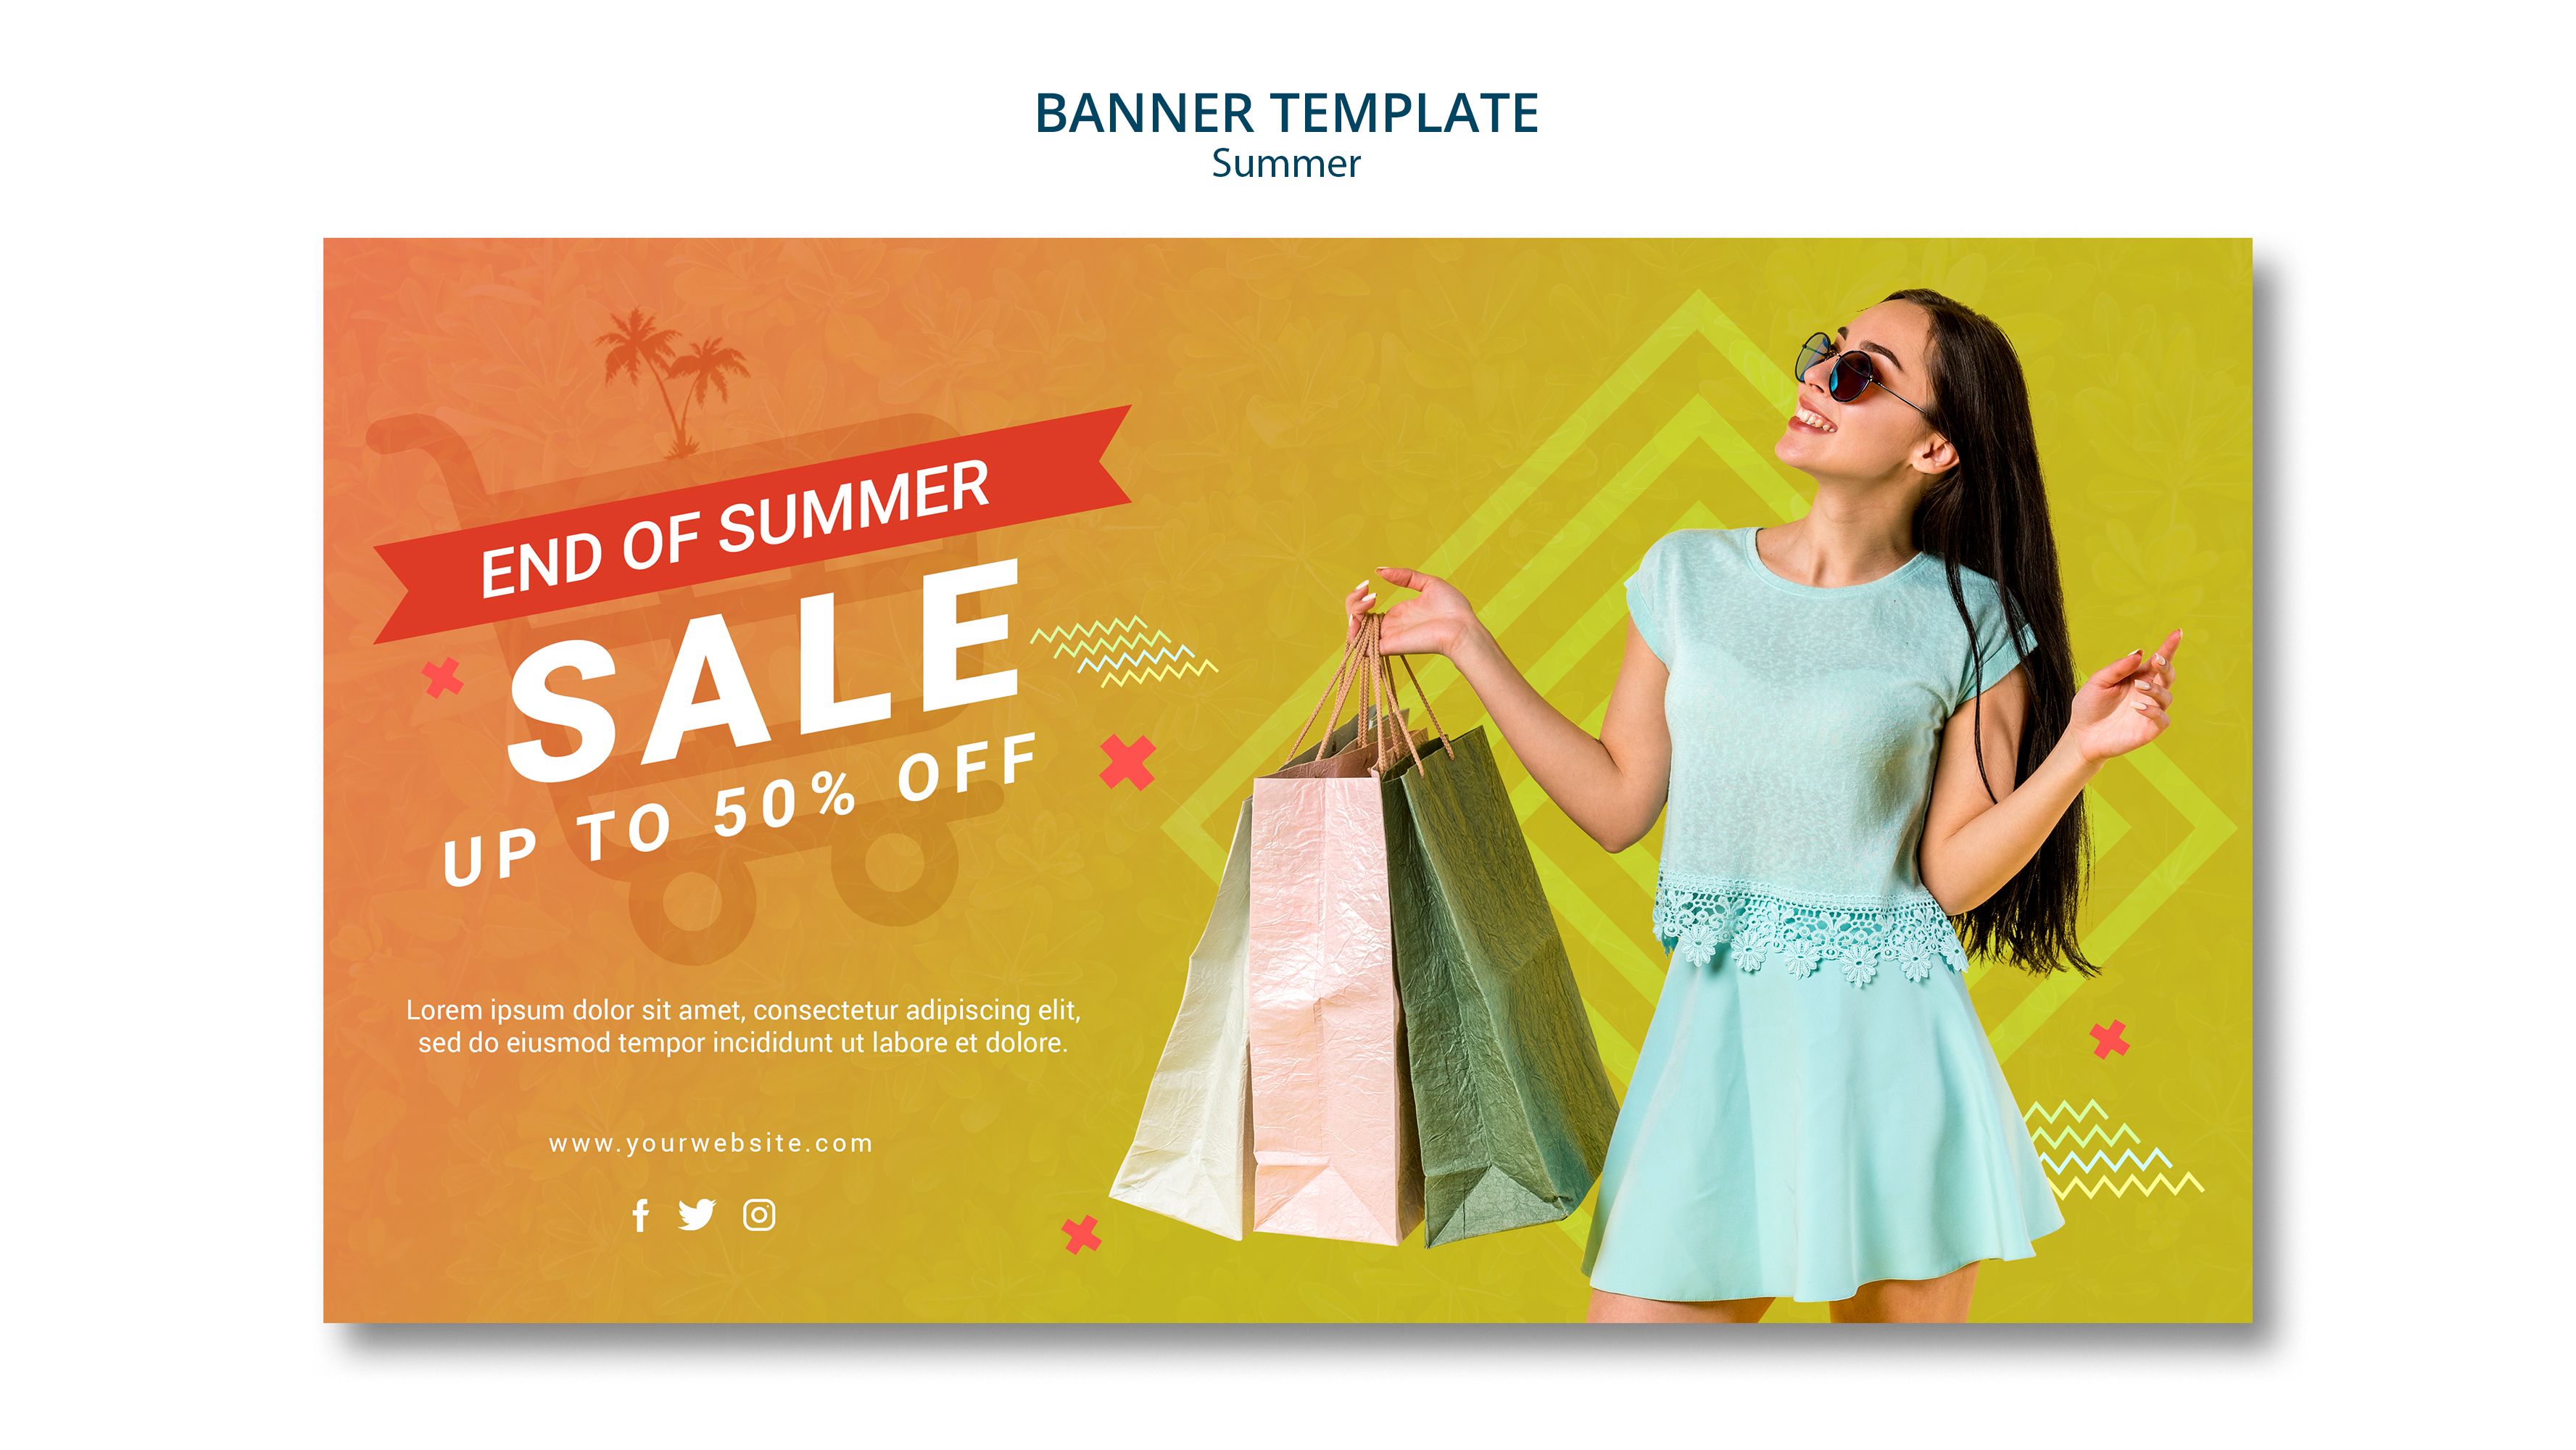 BANNER TEMPLATE
Summer
END OF SUMMER
SALE
UP TO 50% OFF
Lorem ipsum dolor sit amet, consectetur adipiscing elit,
sed do eiusmod tempor incididunt ut labore et dolore.
www.yourwebsite.com